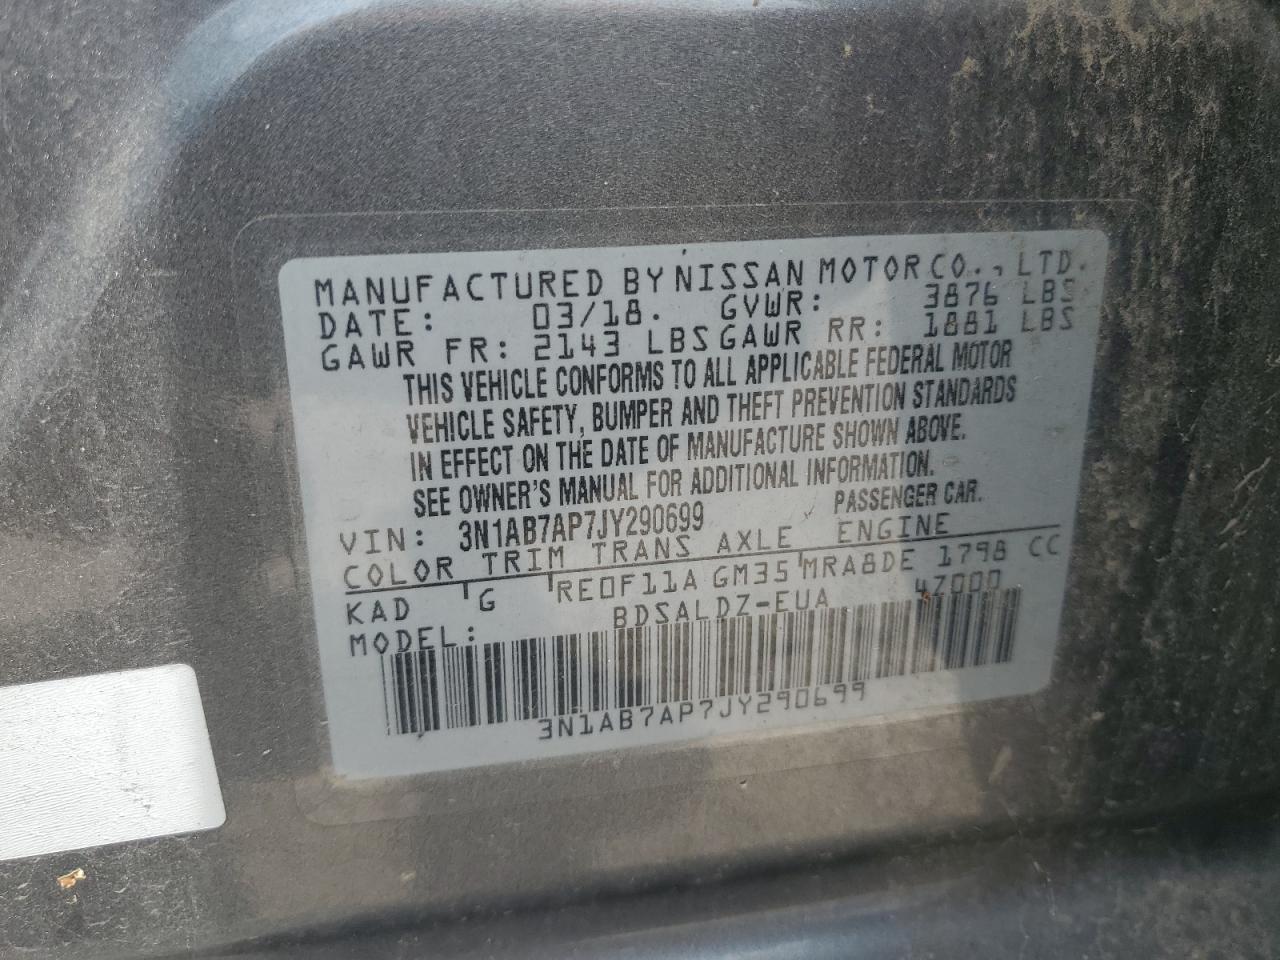 MANUFACTURED BY NISSAN MOTOR CO., LTD.
DATE: 03/18. GVWR: 3876 LBS
GAWR FR: 2143 LBS GAWR RR: 1881 LBS
THIS VEHICLE CONFORMS TO ALL APPLICABLE FEDERAL MOTOR
VEHICLE SAFETY, BUMPER AND THEFT PREVENTION STANDARDS
IN EFFECT ON THE DATE OF MANUFACTURE SHOWN ABOVE.
SEE OWNER'S MANUAL FOR ADDITIONAL INFORMATION.
VIN: 3N1AB7AP7JY290699 PASSENGER CAR.
COLOR TRIM TRANS AXLE ENGINE
KAD G RE0F11A GM35 MRA8DE 1798 CC
MODEL: BDSALDZ-EUA 4Z000
3N1AB7AP7JY290699